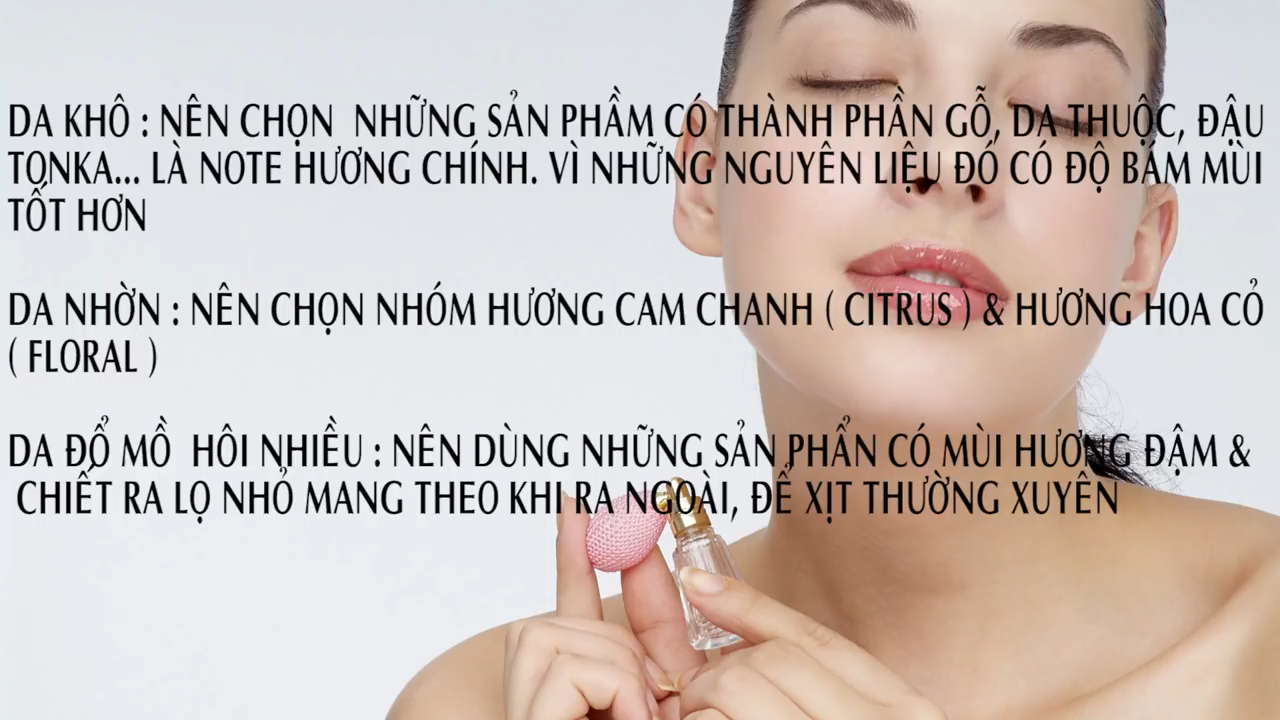 DA KHÔ : NÊN CHỌN NHỮNG SẢN PHẦM CÓ THÀNH PHẦN GỖ, DA THUỘC, ĐẬU
TONKA... LÀ NOTE HƯƠNG CHÍNH. VÌ NHỮNG NGUYÊN LIỆU ĐÓ CÓ ĐỘ BÁM MÙI
TỐT HƠN
DA NHỜN : NÊN CHỌN NHÓM HƯƠNG CAM CHANH ( CITRUS ) & HƯƠNG HOA CỎ
( FLORAL )
DA ĐỔ MỒ HÔI NHIỀU : NÊN DÙNG NHỮNG SẢN PHẨN CÓ MÙI HƯƠNG ĐẬM &
CHIẾT RA LỌ NHỎ MANG THEO KHI RA NGOÀI, ĐỂ XỊT THƯỜNG XUYÊN